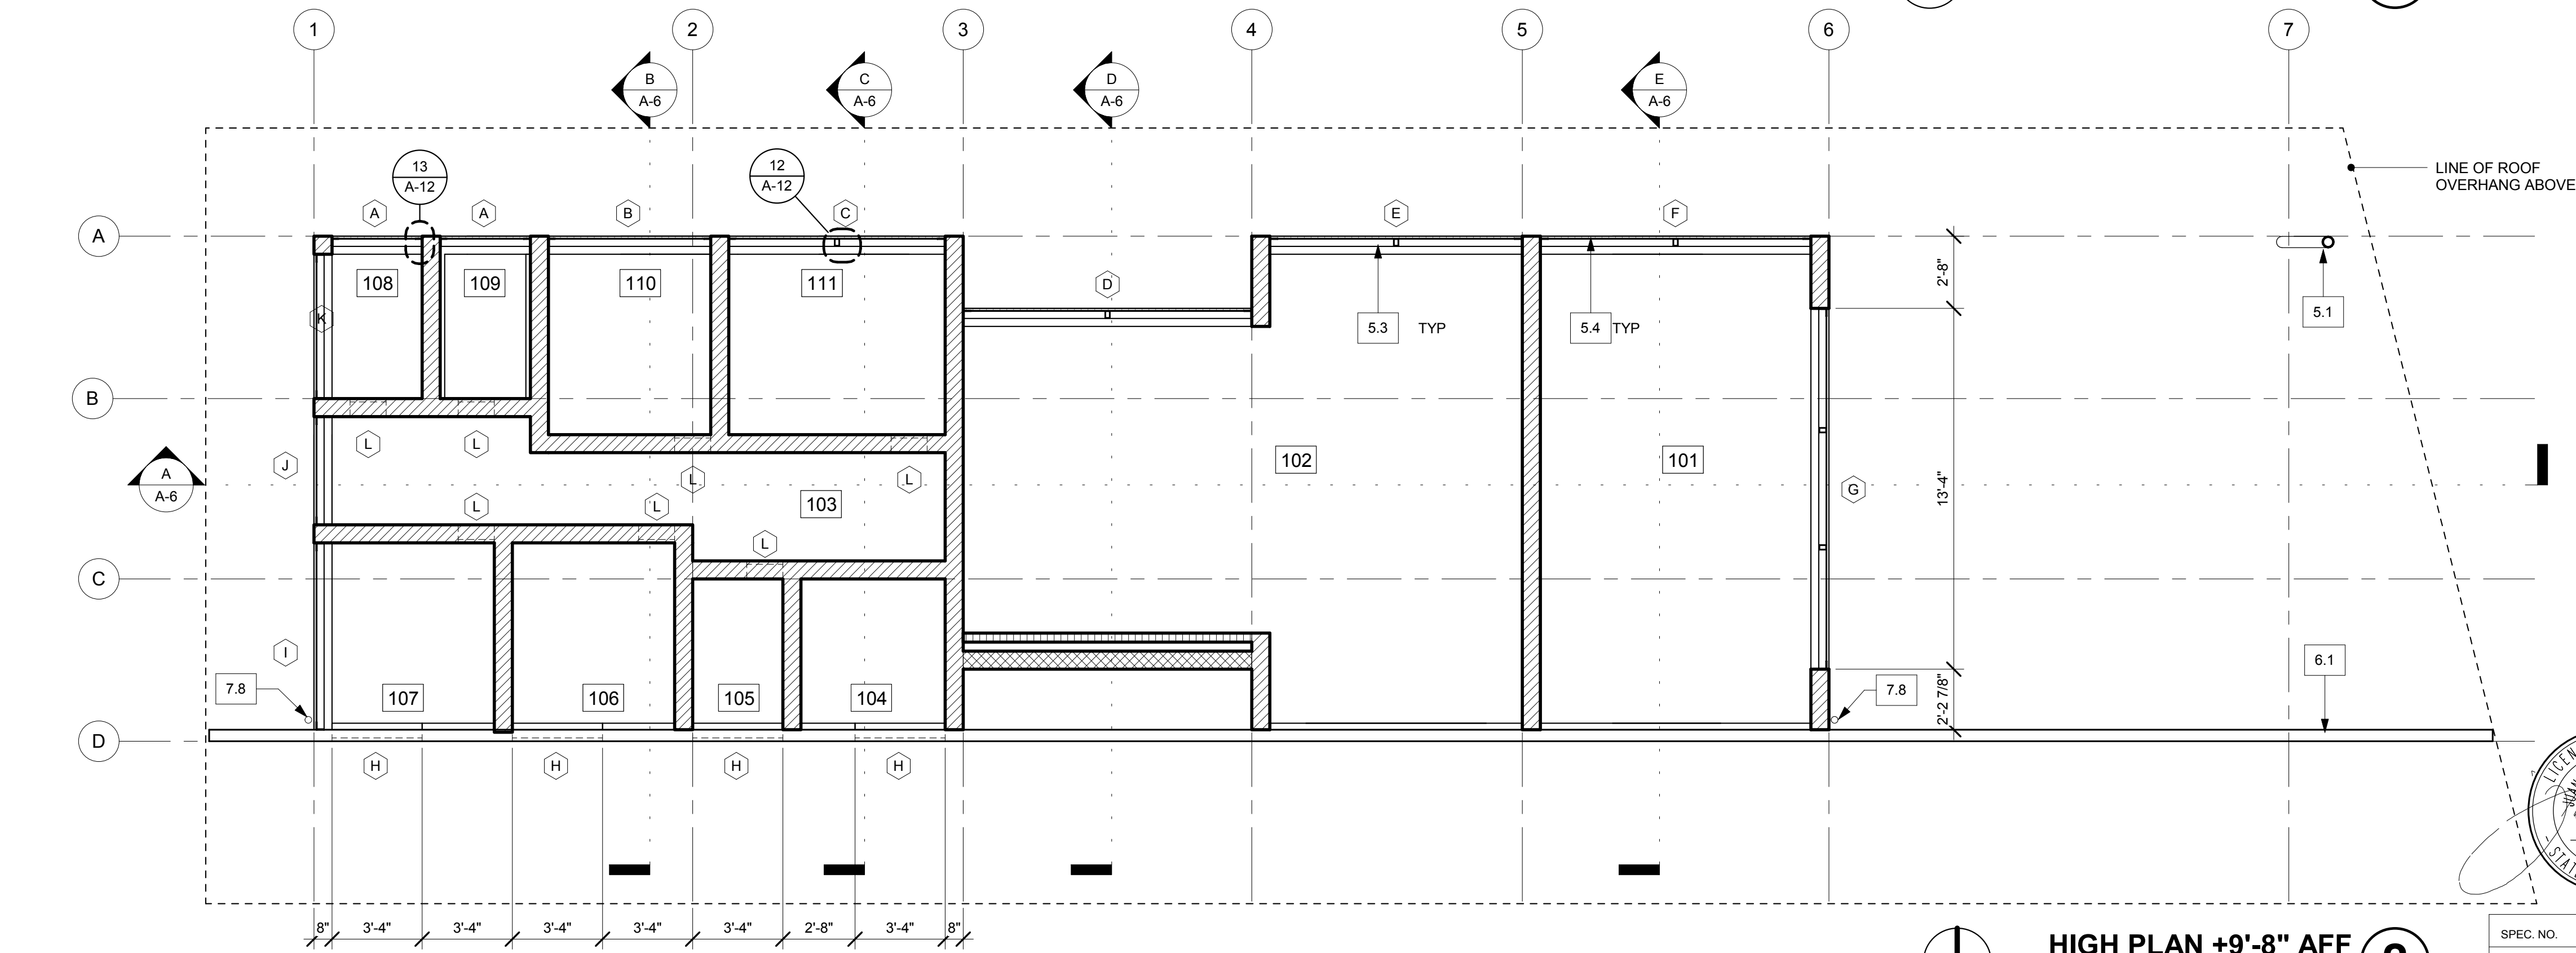 1 2 3 4 5 6 7
B C D E
A-6 A-6 A-6 A-6
13 12
A-12 A-12
LINE OF ROOF
OVERHANG ABOVE
A A B C E F
A
108 109 110 111
D
2'-8"
K
5.3 TYP 5.4 TYP
5.1
B
L L
J
102 101
A
A-6
L L
G
13'-4"
L L
103
L
C
I
6.1
7.8
107 106 105 104
7.8
2'-2 7/8"
D
H H H H
LICEN
JUAN
STAT
8" 3'-4" 3'-4" 3'-4" 3'-4" 3'-4" 2'-8" 3'-4" 8"
HIGH PLAN +9'-8" AFF
SPEC. NO.